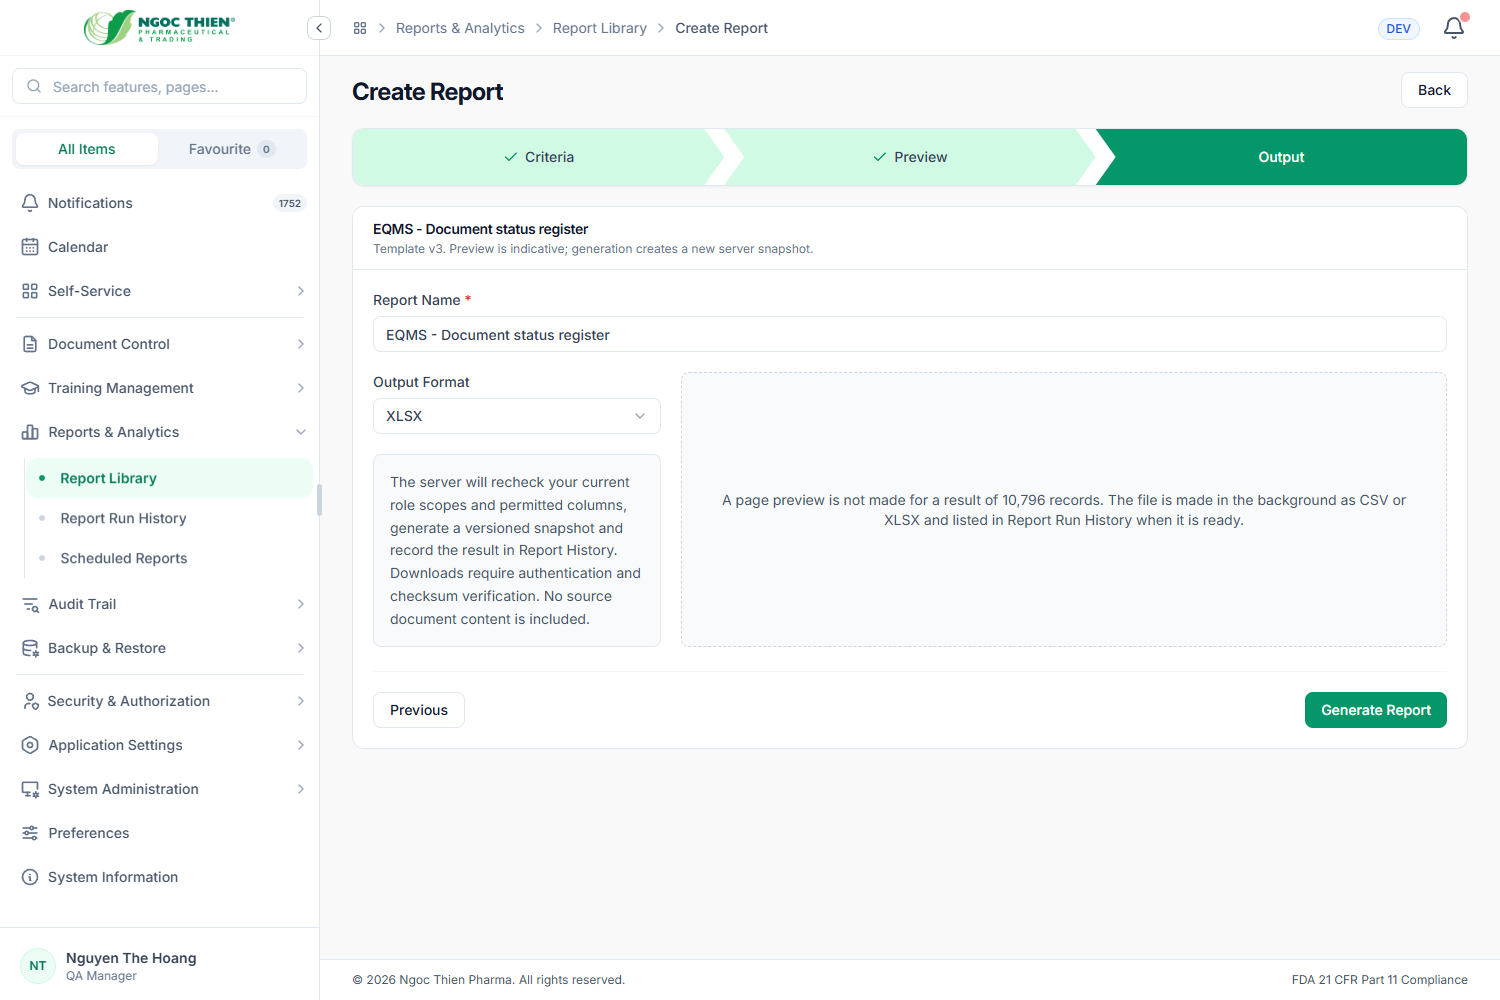 NGOC THIEN®
PHARMACEUTICAL
& TRADING
Reports & Analytics
Report Library
Create Report
DEV
Search features, pages...
All Items
Favourite 0
Notifications 1752
Calendar
Self-Service
Document Control
Training Management
Reports & Analytics
Report Library
Report Run History
Scheduled Reports
Audit Trail
Backup & Restore
Security & Authorization
Application Settings
System Administration
Preferences
System Information
NT
Nguyen The Hoang
QA Manager
Create Report
Back
Criteria
Preview
Output
EQMS - Document status register
Template v3. Preview is indicative; generation creates a new server snapshot.
Report Name *
EQMS - Document status register
Output Format
XLSX
The server will recheck your current
role scopes and permitted columns,
generate a versioned snapshot and
record the result in Report History.
Downloads require authentication and
checksum verification. No source
document content is included.
A page preview is not made for a result of 10,796 records. The file is made in the background as CSV or
XLSX and listed in Report Run History when it is ready.
Previous
Generate Report
© 2026 Ngoc Thien Pharma. All rights reserved.
FDA 21 CFR Part 11 Compliance